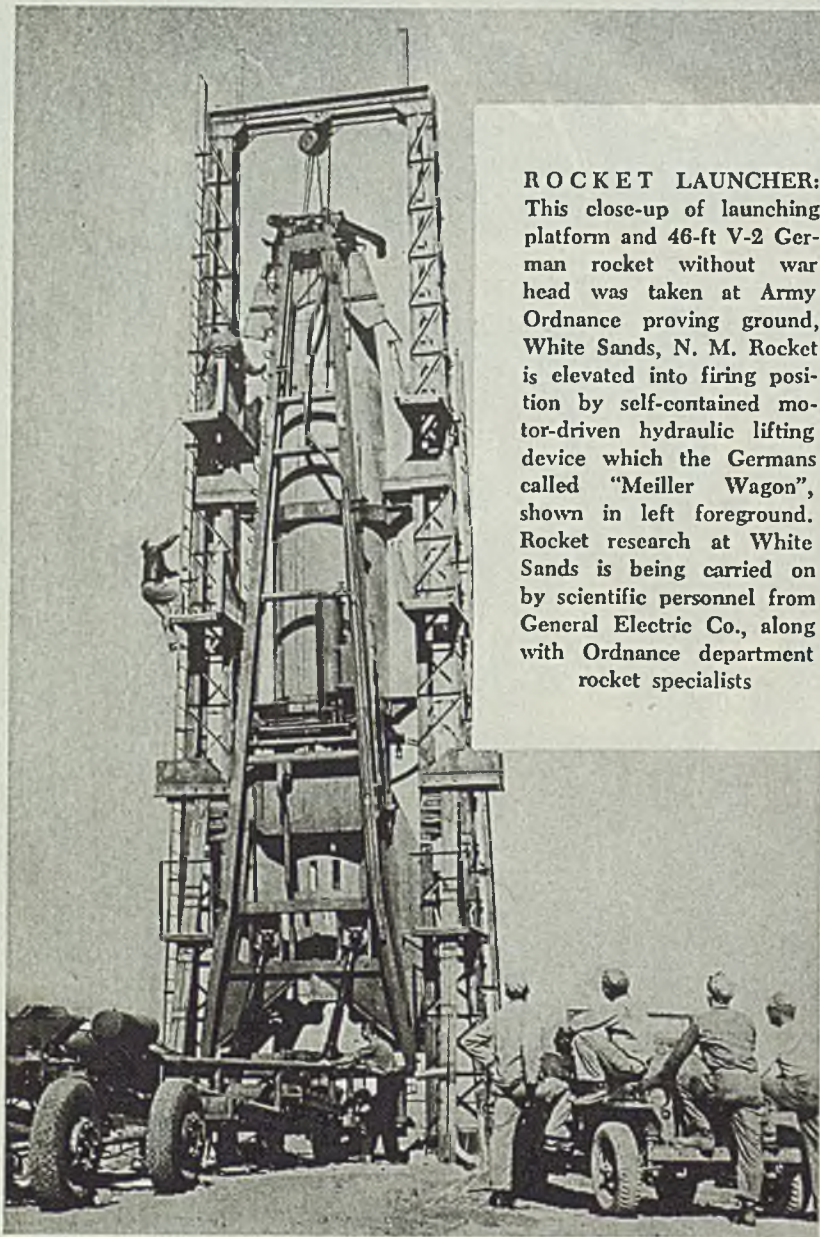 ROCKET LAUNCHER:
This close-up of launching
platform and 46-ft V-2 Ger-
man rocket without war
head was taken at Army
Ordnance proving ground,
White Sands, N. M. Rocket
is elevated into firing posi-
tion by self-contained mo-
tor-driven hydraulic lifting
device which the Germans
called "Meiller Wagon",
shown in left foreground.
Rocket research at White
Sands is being carried on
by scientific personnel from
General Electric Co., along
with Ordnance department
rocket specialists